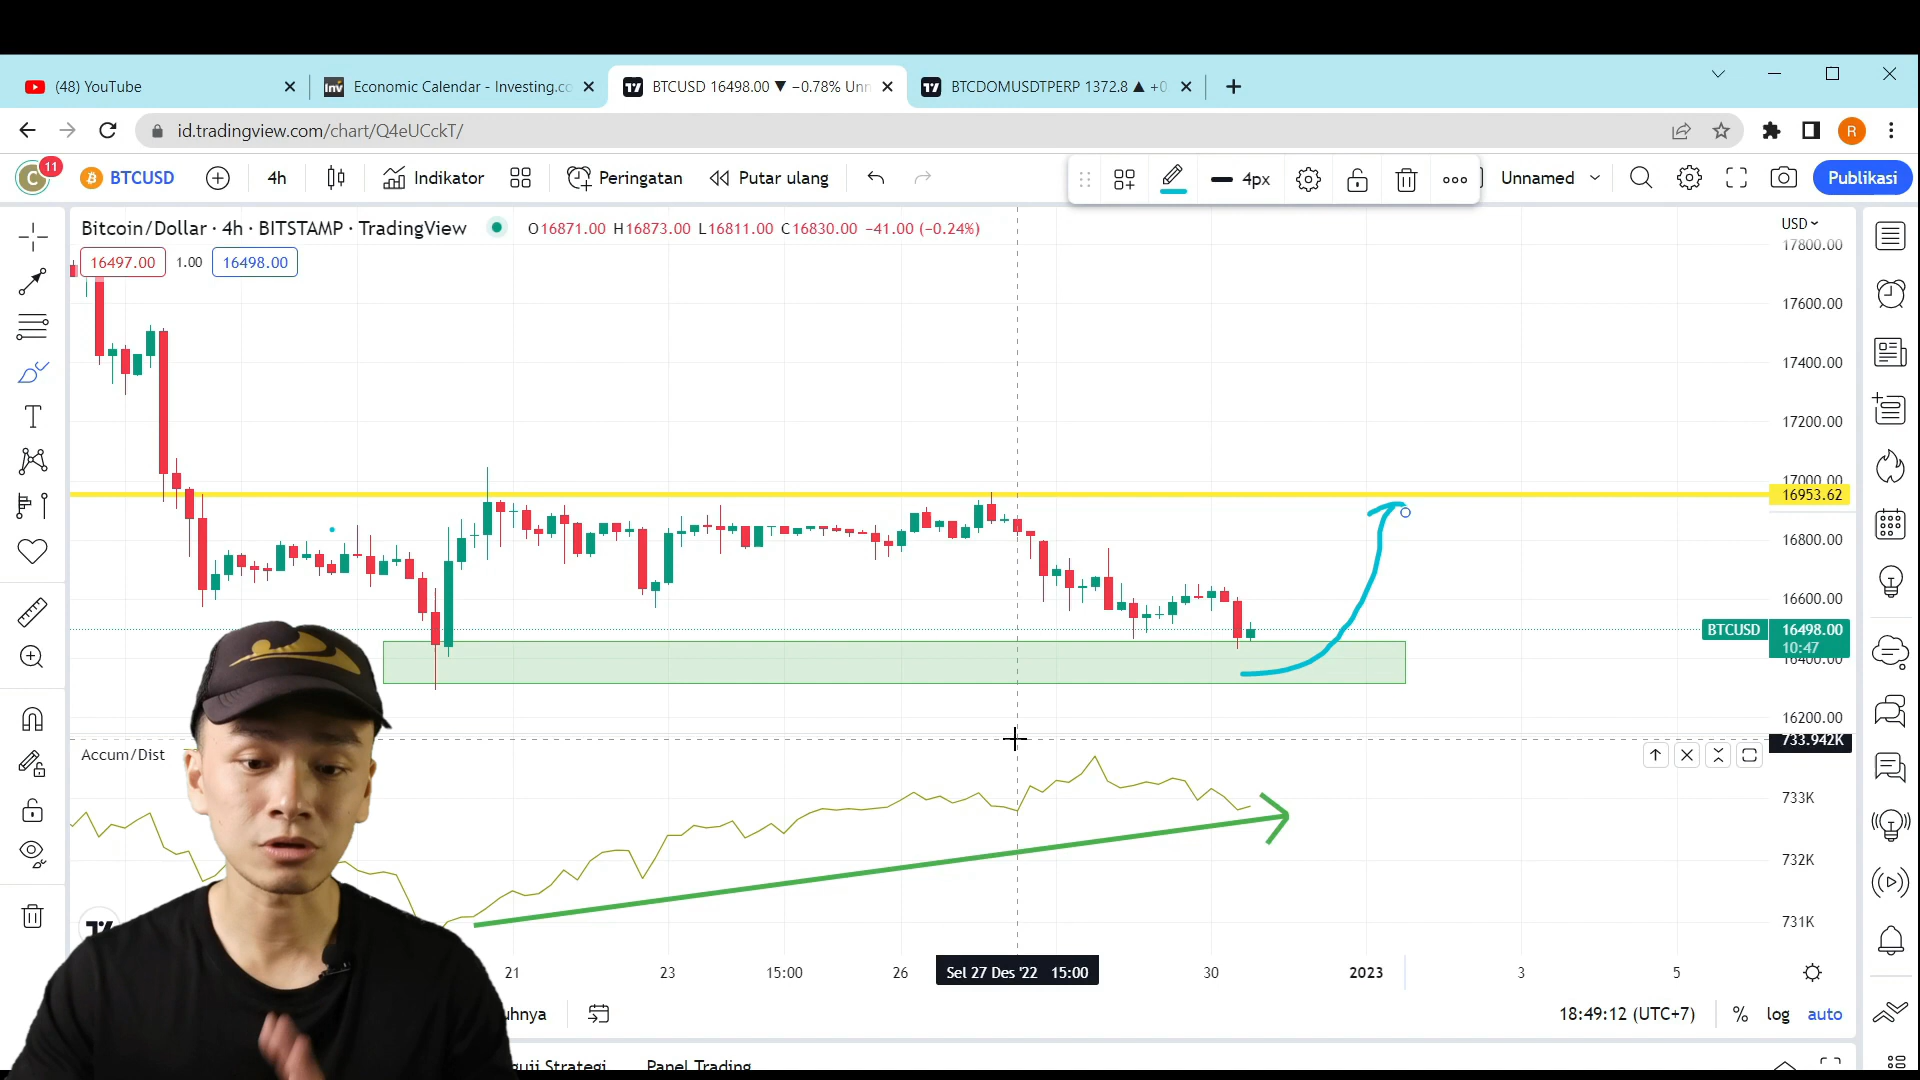 (48) YouTube
Economic Calendar - Investing.co
BTCUSD 16498.00 ▼ −0.78% Unn
BTCDOMUSDTPERP 1372.8 ▲ +0
id.tradingview.com/chart/Q4eUCckT/
R
C
11
BTCUSD
4h
Indikator
Peringatan
Putar ulang
4px
Unnamed
Publikasi
Bitcoin/Dollar · 4h · BITSTAMP · TradingView
O16871.00 H16873.00 L16811.00 C16830.00 −41.00 (−0.24%)
USD
16497.00
1.00
16498.00
17800.00
17600.00
17400.00
17200.00
17000.00
16953.62
16800.00
16600.00
BTCUSD
16498.00
10:47
16400.00
16200.00
733.942K
Accum/Dist
733K
732K
731K
21
23
15:00
26
Sel 27 Des '22 15:00
30
2023
3
5
18:49:12 (UTC+7)
%
log
auto
Strategi
Panel Trading